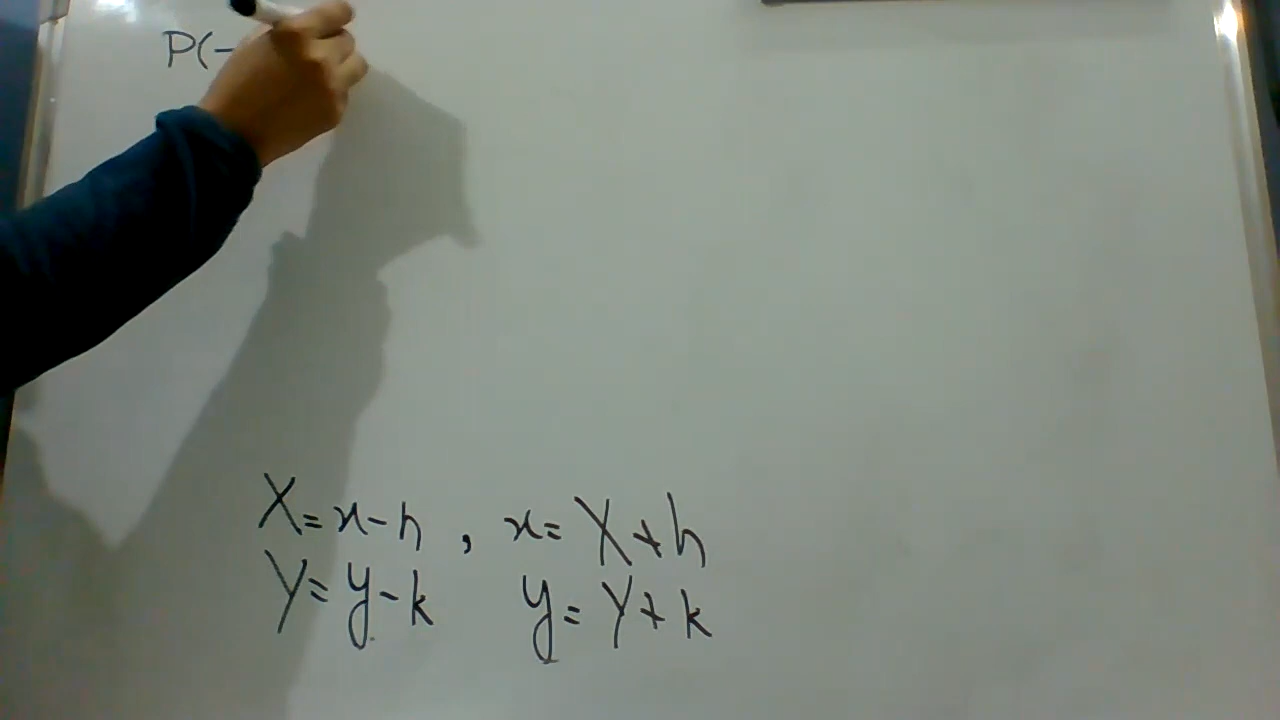 P(-
X = x - h , x = X + h
Y = y - k y = Y + k